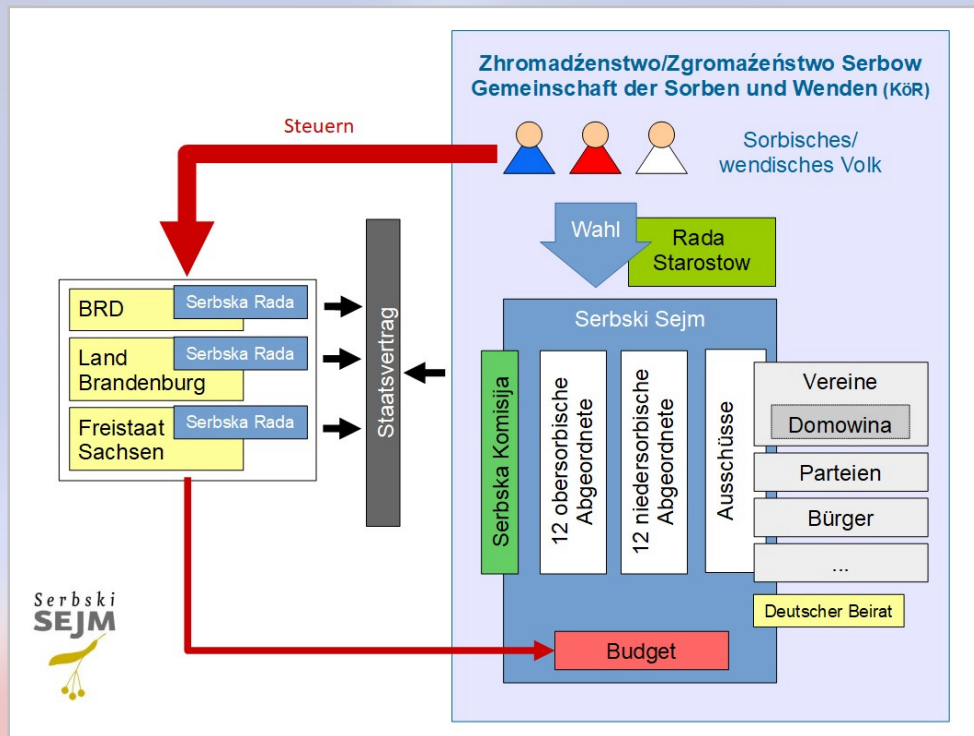 Zhromadźenstwo/Zgromaźeństwo Serbow
Gemeinschaft der Sorben und Wenden (KöR)
Steuern
Sorbisches/
wendisches Volk
Wahl
Rada
Starostow
BRD
Serbska Rada
Land
Brandenburg
Serbska Rada
Freistaat
Sachsen
Serbska Rada
Staatsvertrag
Serbski Sejm
Serbska Komisija
12 obersorbische
Abgeordnete
12 niedersorbische
Abgeordnete
Ausschüsse
Vereine
Domowina
Parteien
Bürger
...
Deutscher Beirat
Budget
Serbski
SEJM